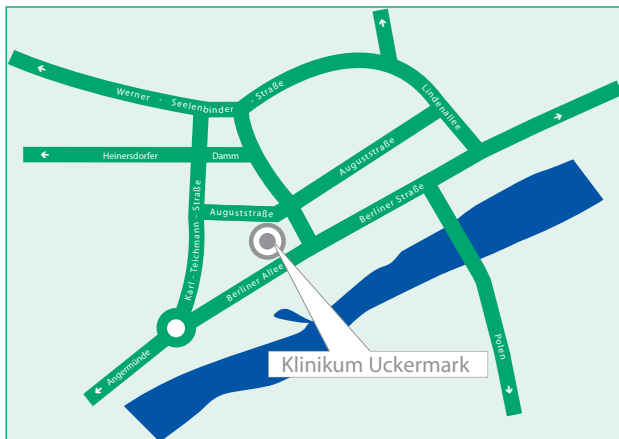 Werner - Seelenbinder - Straße
Lindenallee
Heinersdorfer Damm
Auguststraße
Karl - Teichmann - Straße
Auguststraße
Berliner Straße
Berliner Allee
Angermünde
Polen
Klinikum Uckermark